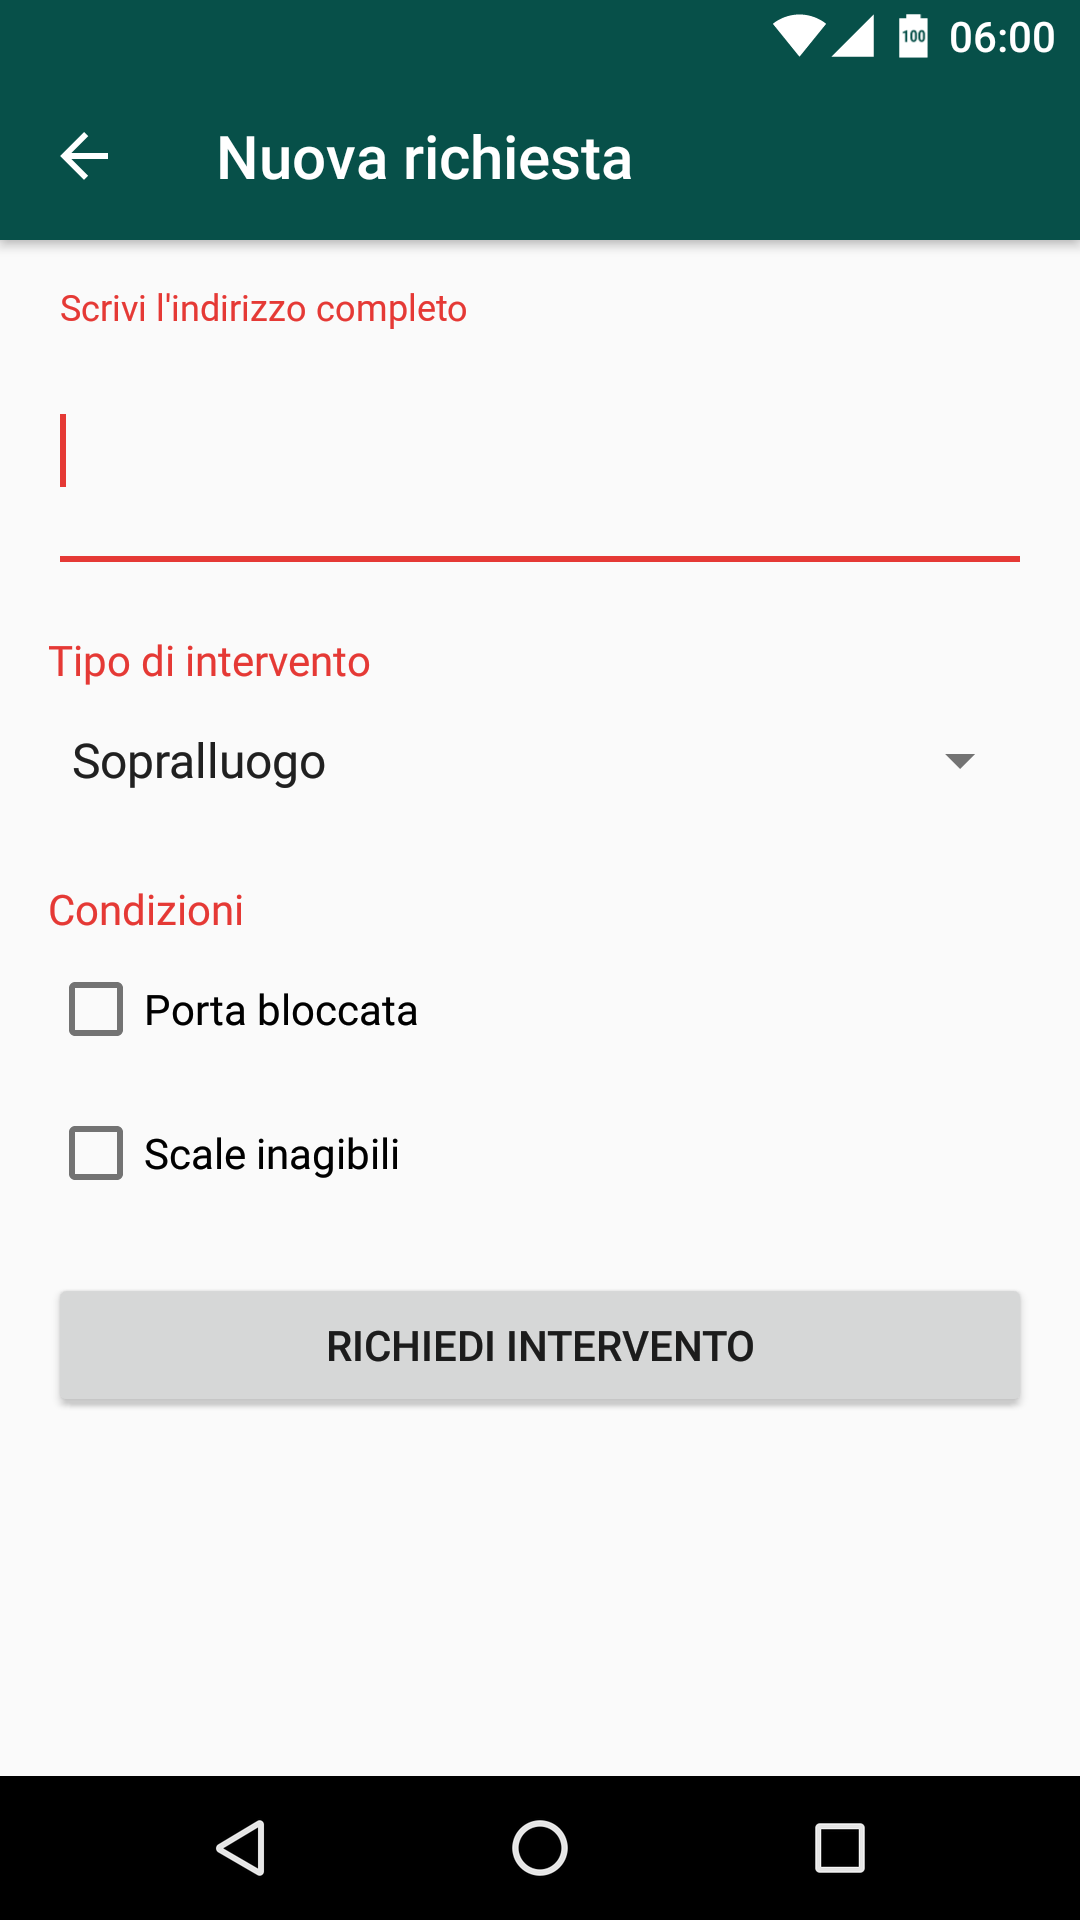 100 06:00
Nuova richiesta
Scrivi l'indirizzo completo
Tipo di intervento
Sopralluogo
Condizioni
Porta bloccata
Scale inagibili
RICHIEDI INTERVENTO